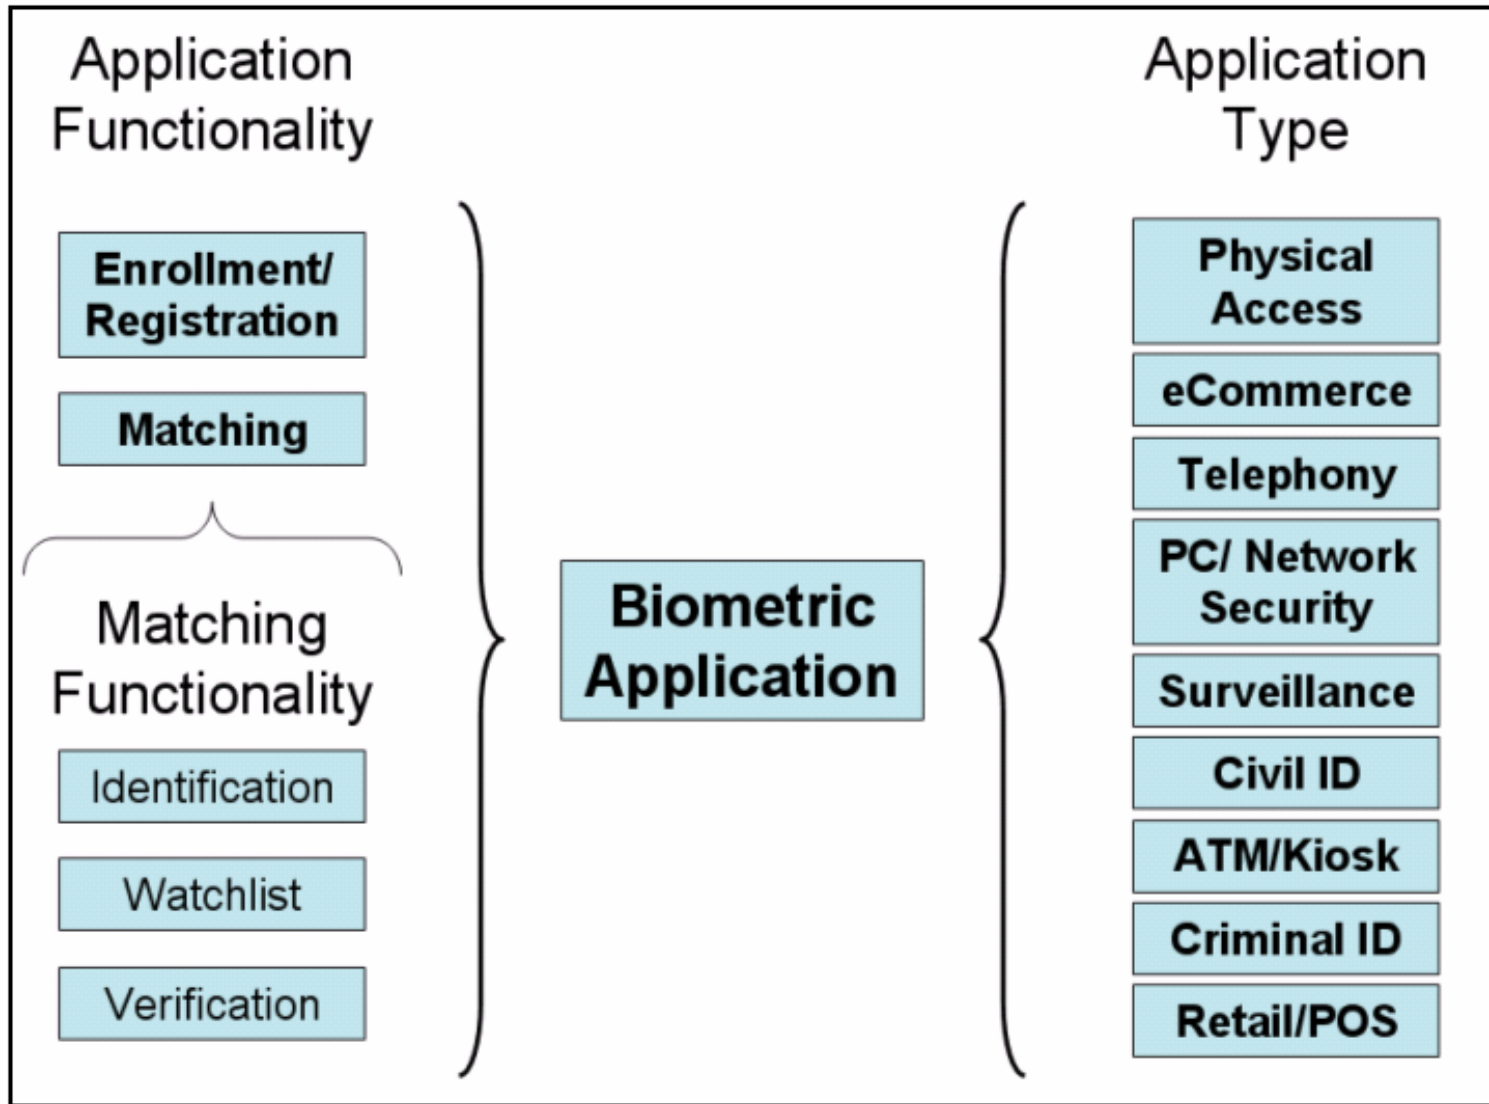 Application
Functionality
Enrollment/
Registration
Matching
Matching
Functionality
Identification
Watchlist
Verification
Biometric
Application
Application
Type
Physical
Access
eCommerce
Telephony
PC/ Network
Security
Surveillance
Civil ID
ATM/Kiosk
Criminal ID
Retail/POS